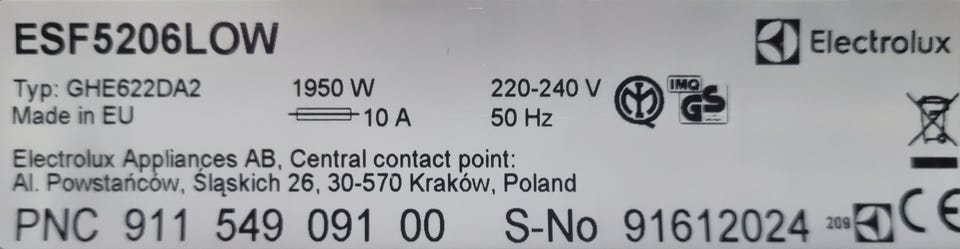 ESF5206LOW
Electrolux
Typ: GHE622DA2 1950 W 220-240 V
Made in EU 10 A 50 Hz
IMQ
GS
Electrolux Appliances AB, Central contact point:
Al. Powstańców, Śląskich 26, 30-570 Kraków, Poland
PNC 911 549 091 00 S-No 91612024
209
CE